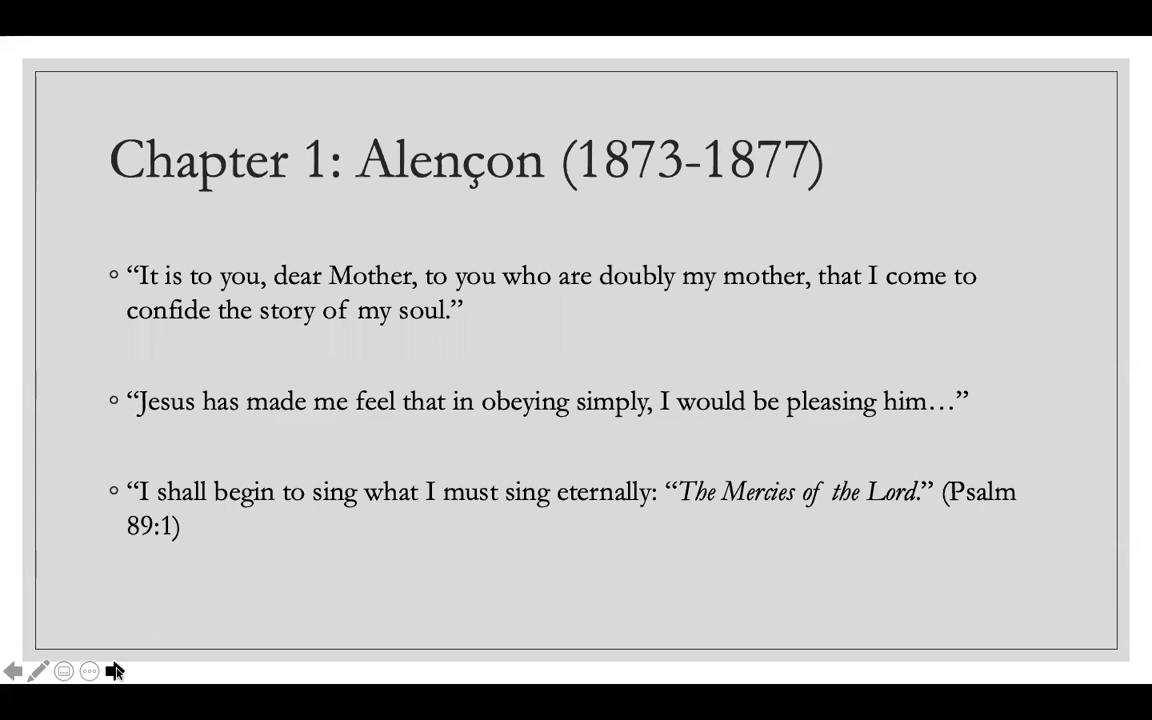 Chapter 1: Alençon (1873-1877)
◦ “It is to you, dear Mother, to you who are doubly my mother, that I come to
confide the story of my soul.”
◦ “Jesus has made me feel that in obeying simply, I would be pleasing him…”
◦ “I shall begin to sing what I must sing eternally: “The Mercies of the Lord.” (Psalm
89:1)